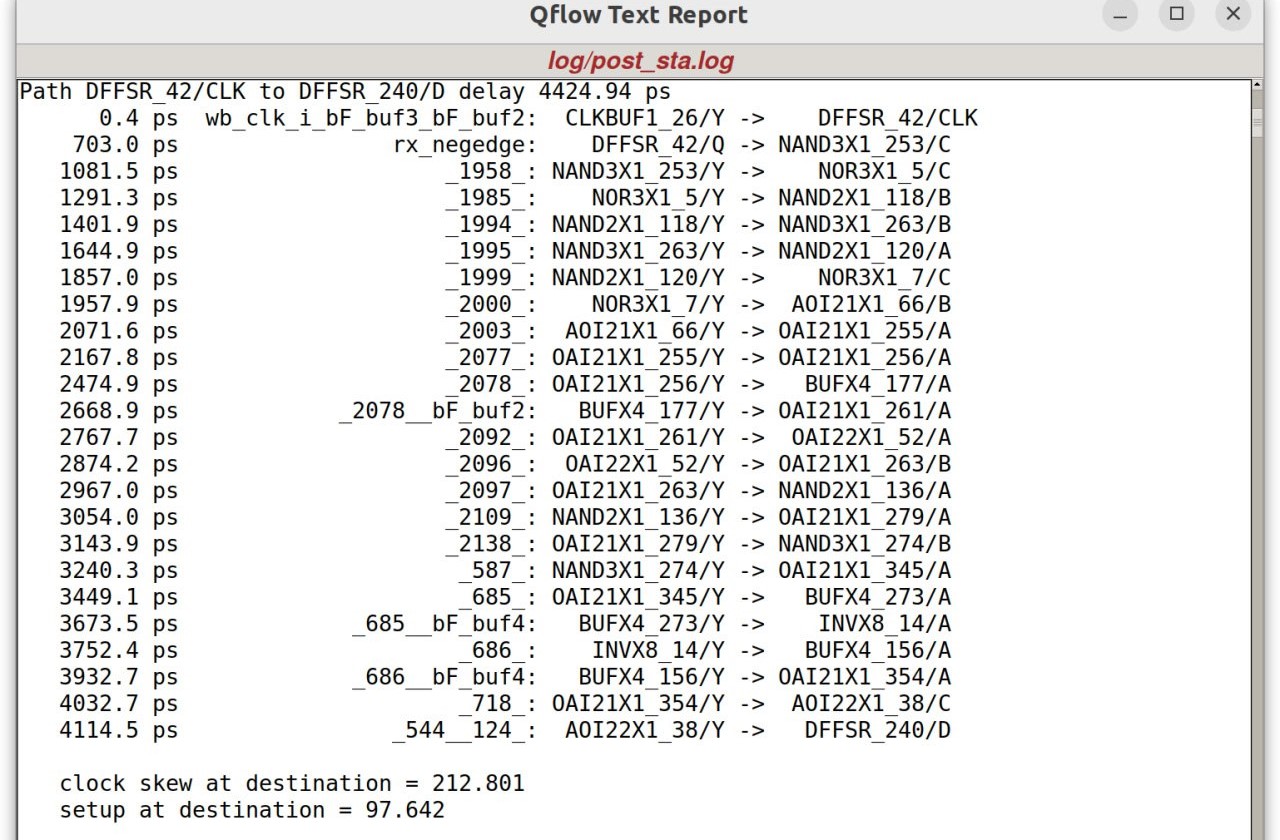 Qflow Text Report
log/post_sta.log
Path DFFSR_42/CLK to DFFSR_240/D delay 4424.94 ps
0.4 ps wb_clk_i_bF_buf3_bF_buf2: CLKBUF1_26/Y -> DFFSR_42/CLK
703.0 ps rx_negedge: DFFSR_42/Q -> NAND3X1_253/C
1081.5 ps _1958_: NAND3X1_253/Y -> NOR3X1_5/C
1291.3 ps _1985_: NOR3X1_5/Y -> NAND2X1_118/B
1401.9 ps _1994_: NAND2X1_118/Y -> NAND3X1_263/B
1644.9 ps _1995_: NAND3X1_263/Y -> NAND2X1_120/A
1857.0 ps _1999_: NAND2X1_120/Y -> NOR3X1_7/C
1957.9 ps _2000_: NOR3X1_7/Y -> AOI21X1_66/B
2071.6 ps _2003_: AOI21X1_66/Y -> OAI21X1_255/A
2167.8 ps _2077_: OAI21X1_255/Y -> OAI21X1_256/A
2474.9 ps _2078_: OAI21X1_256/Y -> BUFX4_177/A
2668.9 ps _2078__bF_buf2: BUFX4_177/Y -> OAI21X1_261/A
2767.7 ps _2092_: OAI21X1_261/Y -> OAI22X1_52/A
2874.2 ps _2096_: OAI22X1_52/Y -> OAI21X1_263/B
2967.0 ps _2097_: OAI21X1_263/Y -> NAND2X1_136/A
3054.0 ps _2109_: NAND2X1_136/Y -> OAI21X1_279/A
3143.9 ps _2138_: OAI21X1_279/Y -> NAND3X1_274/B
3240.3 ps _587_: NAND3X1_274/Y -> OAI21X1_345/A
3449.1 ps _685_: OAI21X1_345/Y -> BUFX4_273/A
3673.5 ps _685__bF_buf4: BUFX4_273/Y -> INVX8_14/A
3752.4 ps _686_: INVX8_14/Y -> BUFX4_156/A
3932.7 ps _686__bF_buf4: BUFX4_156/Y -> OAI21X1_354/A
4032.7 ps _718_: OAI21X1_354/Y -> AOI22X1_38/C
4114.5 ps _544__124_: AOI22X1_38/Y -> DFFSR_240/D
clock skew at destination = 212.801
setup at destination = 97.642